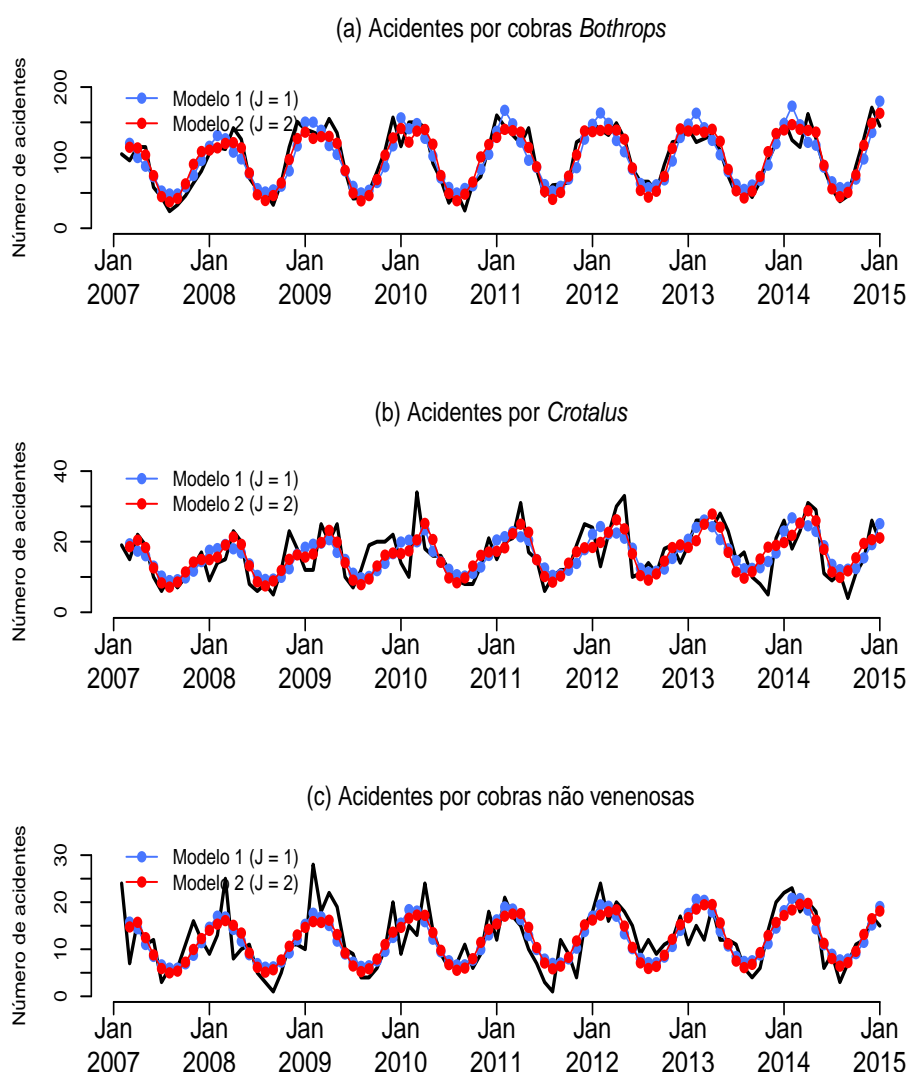 (a) Acidentes por cobras Bothrops
Número de acidentes
200
100
0
Modelo 1 (J = 1)
Modelo 2 (J = 2)
Jan Jan Jan Jan Jan Jan Jan Jan Jan
2007 2008 2009 2010 2011 2012 2013 2014 2015
(b) Acidentes por Crotalus
Número de acidentes
40
20
0
Modelo 1 (J = 1)
Modelo 2 (J = 2)
Jan Jan Jan Jan Jan Jan Jan Jan Jan
2007 2008 2009 2010 2011 2012 2013 2014 2015
(c) Acidentes por cobras não venenosas
Número de acidentes
30
20
10
0
Modelo 1 (J = 1)
Modelo 2 (J = 2)
Jan Jan Jan Jan Jan Jan Jan Jan Jan
2007 2008 2009 2010 2011 2012 2013 2014 2015